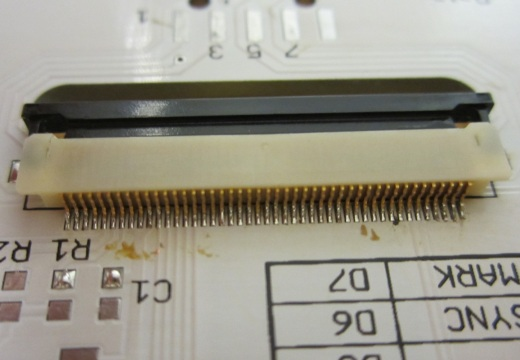 1
3 5 7
R2 R1
C1
D7 MARK
D6 SYNC